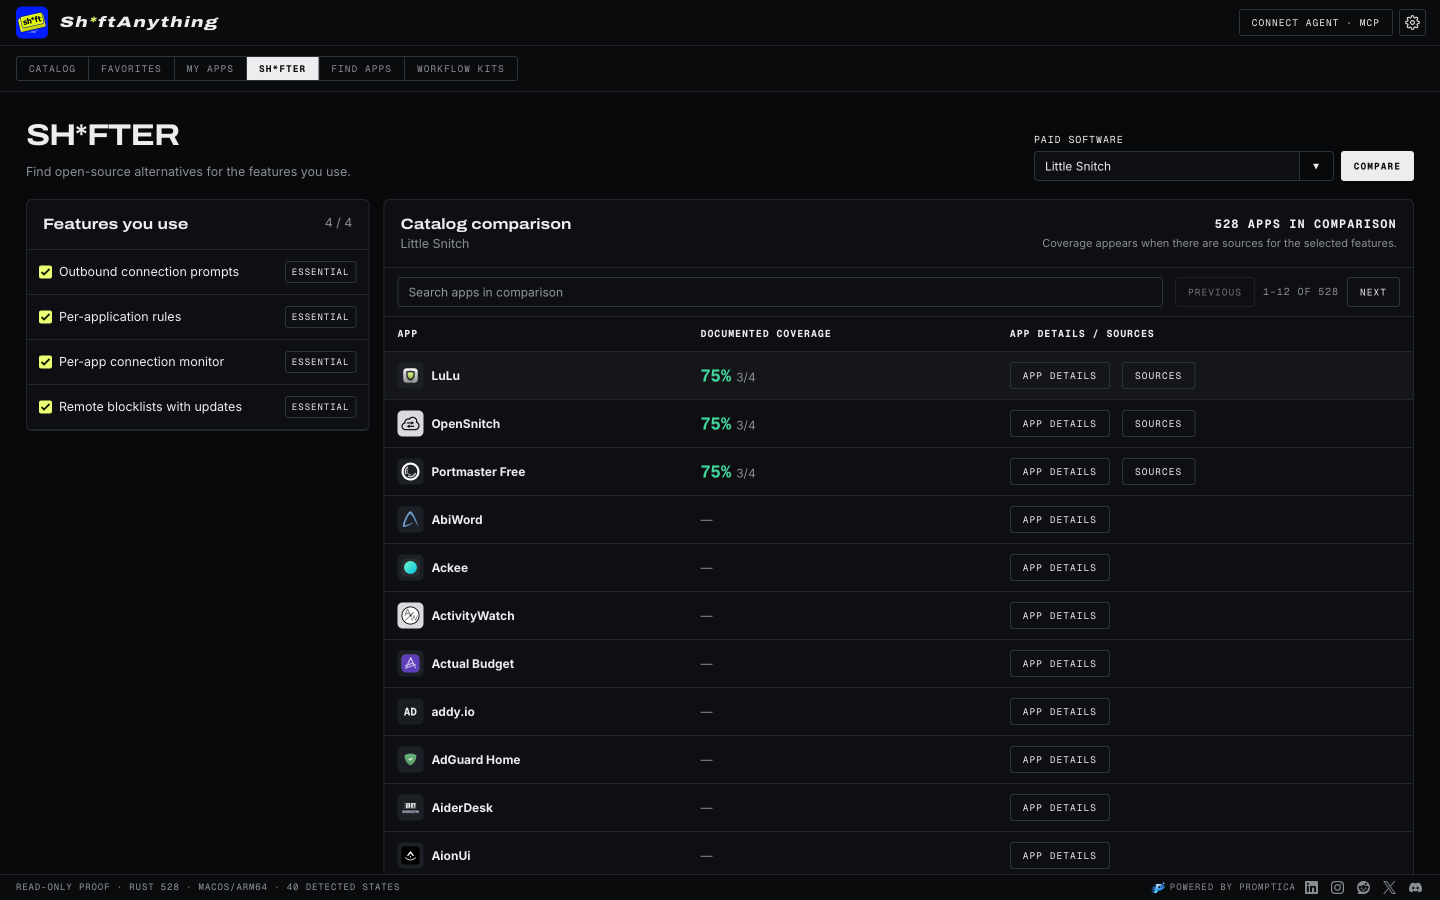 sh*ft
Sh*ftAnything
CONNECT AGENT · MCP
CATALOG
FAVORITES
MY APPS
SH*FTER
FIND APPS
WORKFLOW KITS
SH*FTER
Find open-source alternatives for the features you use.
PAID SOFTWARE
Little Snitch
COMPARE
Features you use
4 / 4
Outbound connection prompts
ESSENTIAL
Per-application rules
ESSENTIAL
Per-app connection monitor
ESSENTIAL
Remote blocklists with updates
ESSENTIAL
Catalog comparison
Little Snitch
528 APPS IN COMPARISON
Coverage appears when there are sources for the selected features.
Search apps in comparison
PREVIOUS
1–12 OF 528
NEXT
APP
DOCUMENTED COVERAGE
APP DETAILS / SOURCES
LuLu
75% 3/4
APP DETAILS
SOURCES
OpenSnitch
75% 3/4
APP DETAILS
SOURCES
Portmaster Free
75% 3/4
APP DETAILS
SOURCES
AbiWord
—
APP DETAILS
Ackee
—
APP DETAILS
ActivityWatch
—
APP DETAILS
Actual Budget
—
APP DETAILS
AD
addy.io
—
APP DETAILS
AdGuard Home
—
APP DETAILS
AiderDesk
—
APP DETAILS
AionUi
—
APP DETAILS
READ-ONLY PROOF · RUST 528 · MACOS/ARM64 · 40 DETECTED STATES
POWERED BY PROMPTICA